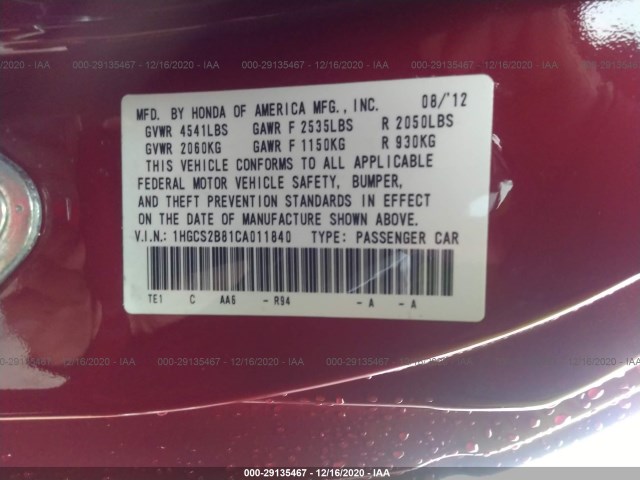 000-29135467 - 12/16/2020 - IAA
MFD. BY HONDA OF AMERICA MFG., INC. 08/'12
GVWR 4541LBS GAWR F 2535LBS R 2050LBS
GVWR 2060KG GAWR F 1150KG R 930KG
THIS VEHICLE CONFORMS TO ALL APPLICABLE
FEDERAL MOTOR VEHICLE SAFETY, BUMPER,
AND THEFT PREVENTION STANDARDS IN EFFECT
ON THE DATE OF MANUFACTURE SHOWN ABOVE.
V.I.N.: 1HGCS2B81CA011840 TYPE: PASSENGER CAR
TE1 C AA6 - R94 - A - A
000-29135467 - 12/16/2020 - IAA
000-29135467 - 12/16/2020 - IAA